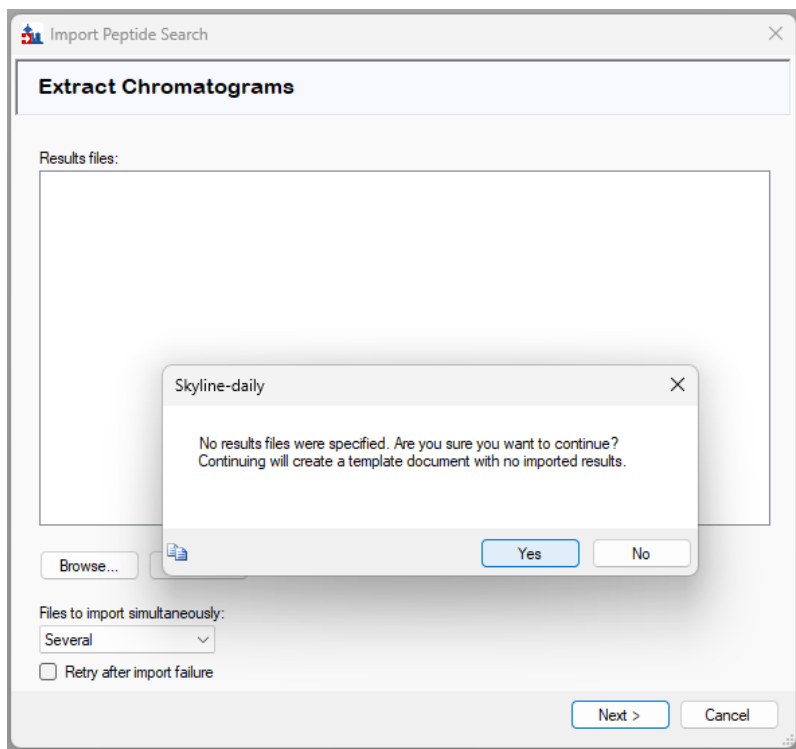 Import Peptide Search
Extract Chromatograms
Results files:
Skyline-daily
No results files were specified. Are you sure you want to continue?
Continuing will create a template document with no imported results.
Yes
No
Browse...
Files to import simultaneously:
Several
Retry after import failure
Next >
Cancel